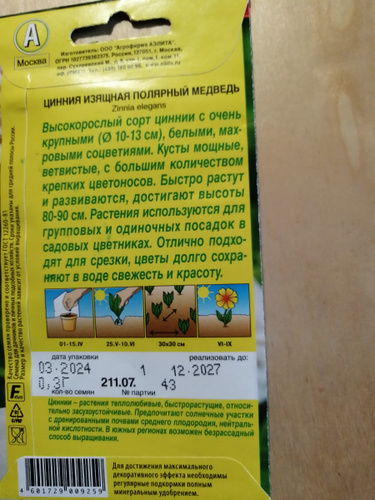 А
Москва
Изготовитель: ООО "Агрофирма АЭЛИТА".
ЦИННИЯ ИЗЯЩНАЯ ПОЛЯРНЫЙ МЕДВЕДЬ
Zinnia elegans
Высокорослый сорт циннии с очень
крупными (Ø 10-13 см), белыми, мах-
ровыми соцветиями. Кусты мощные,
ветвистые, с большим количеством
крепких цветоносов. Быстро растут
и развиваются, достигают высоты
80-90 см. Растения используются для
групповых и одиночных посадок в
садовых цветниках. Отлично подхо-
дят для срезки, цветы долго сохра-
няют в воде свежесть и красоту.
01-15.IV
25.V-10.VI
30х30 см
VI-IX
дата упаковки
реализовать до:
03-2024 1 12-2027
0,3Г 211.07. 43
кол-во семян № партии
Цинния – растения теплолюбивые, быстрорастущие, относи-
тельно засухоустойчивые. Предпочитают солнечные участки
с дренированными почвами среднего плодородия, нейтраль-
ной кислотности. В южных регионах возможен безрассадный
способ выращивания.
Для достижения максимального
декоративного эффекта необходимы
регулярные подкормки полным
минеральным удобрением.
4 601729 009259